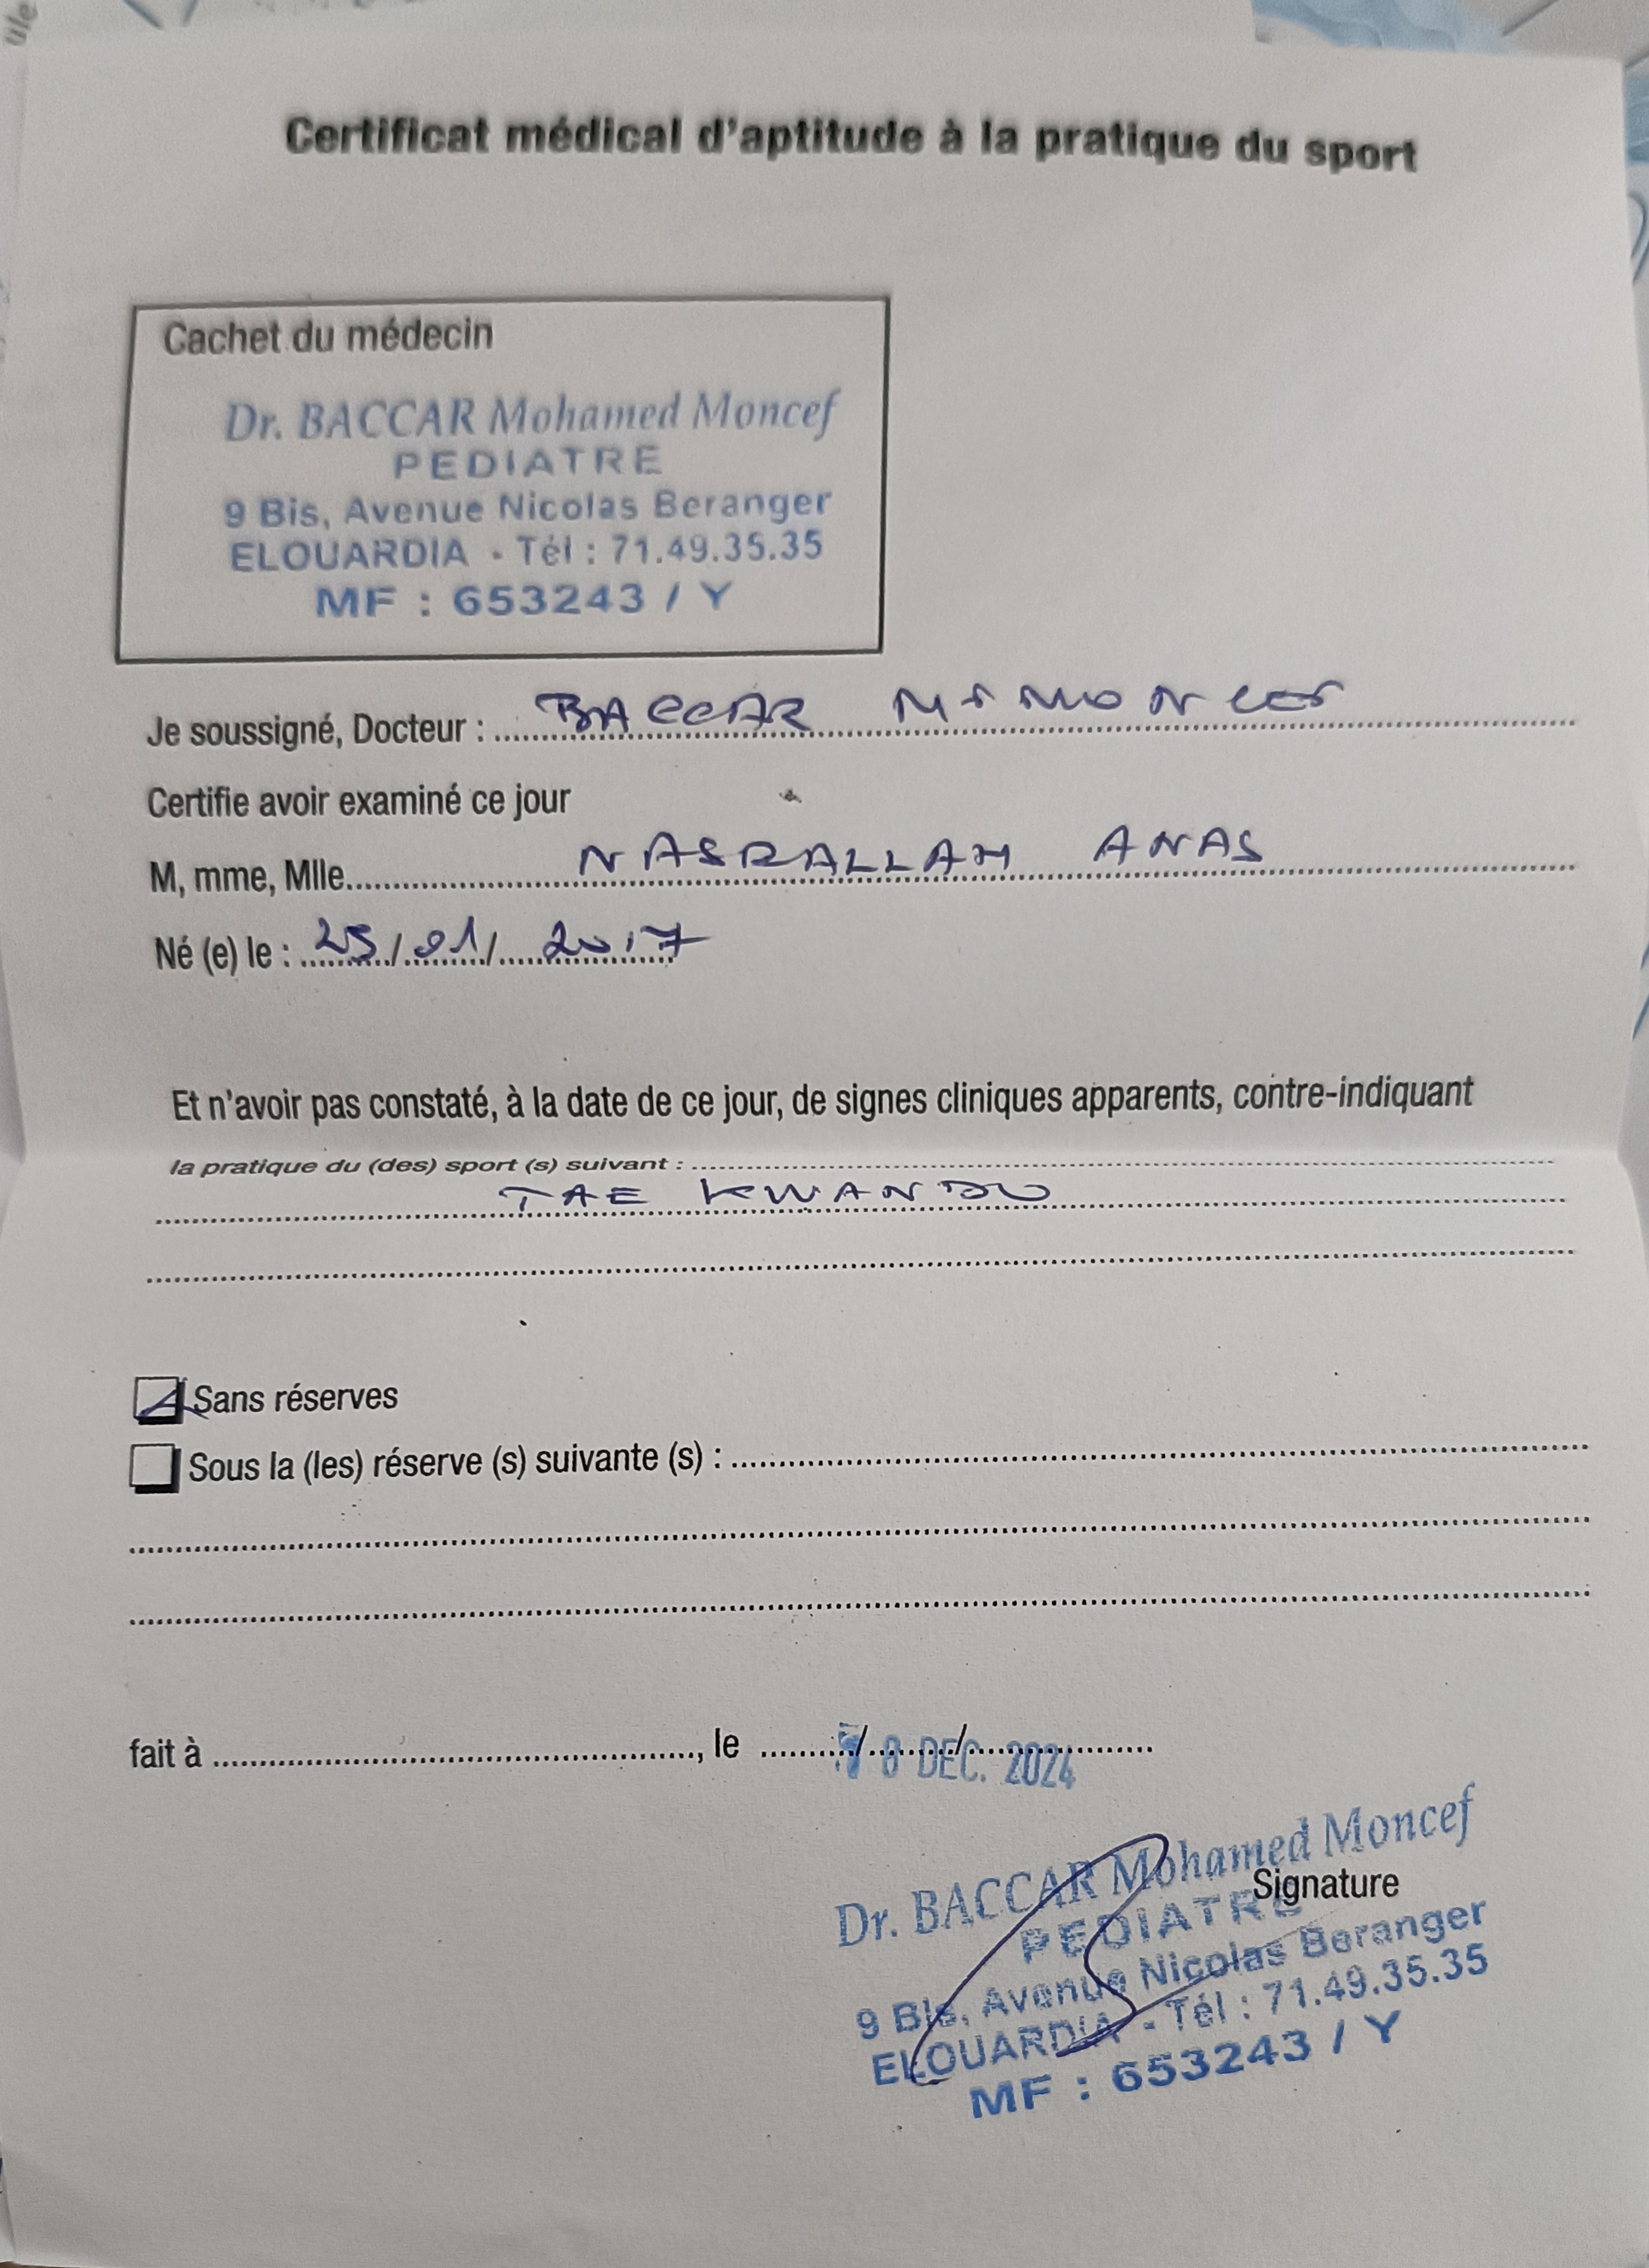 Certificat médical d'aptitude à la pratique du sport
Cachet du médecin
Dr. BACCAR Mohamed Moncef
PEDIATRE
9 Bis, Avenue Nicolas Beranger
ELOUARDIA - Tél : 71.49.35.35
MF : 653243 / Y
Je soussigné, Docteur : BACCAR
Certifie avoir examiné ce jour
M, mme, Mlle NASRALLAH ANAS
Né (e) le : 25/01/2017
Et n'avoir pas constaté, à la date de ce jour, de signes cliniques apparents, contre-indiquant
la pratique du (des) sport (s) suivant :
TAE KWANDO
Sans réserves
Sous la (les) réserve (s) suivante (s) :
fait à , le DEC. 2024
Dr. BACCAR Mohamed Moncef
Signature
PEDIATRE
9 Bis, Avenue Nicolas Beranger
ELOUARDIA - Tél : 71.49.35.35
MF : 653243 / Y